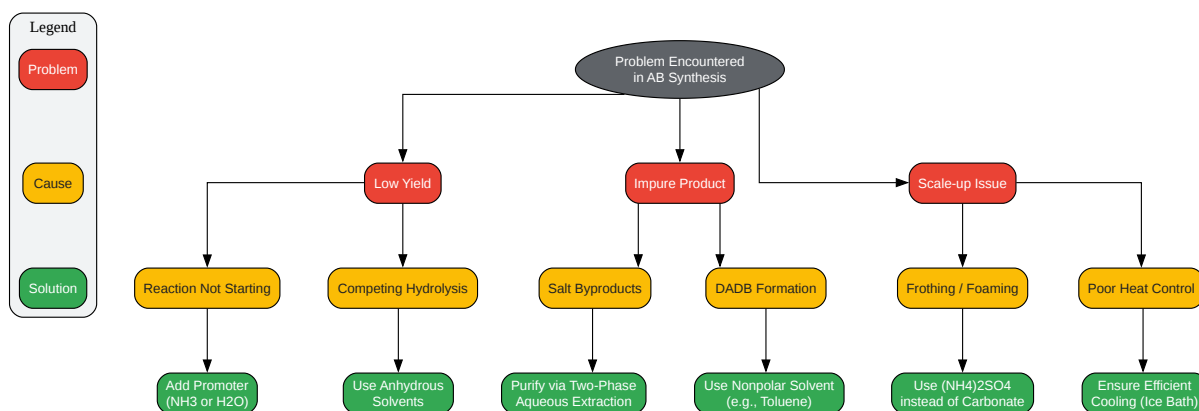 Legend
Problem
Cause
Solution
Problem Encountered
in AB Synthesis
Low Yield
Impure Product
Scale-up Issue
Reaction Not Starting
Competing Hydrolysis
Salt Byproducts
DADB Formation
Frothing / Foaming
Poor Heat Control
Add Promoter
(NH3 or H2O)
Use Anhydrous
Solvents
Purify via Two-Phase
Aqueous Extraction
Use Nonpolar Solvent
(e.g., Toluene)
Use (NH4)2SO4
instead of Carbonate
Ensure Efficient
Cooling (Ice Bath)